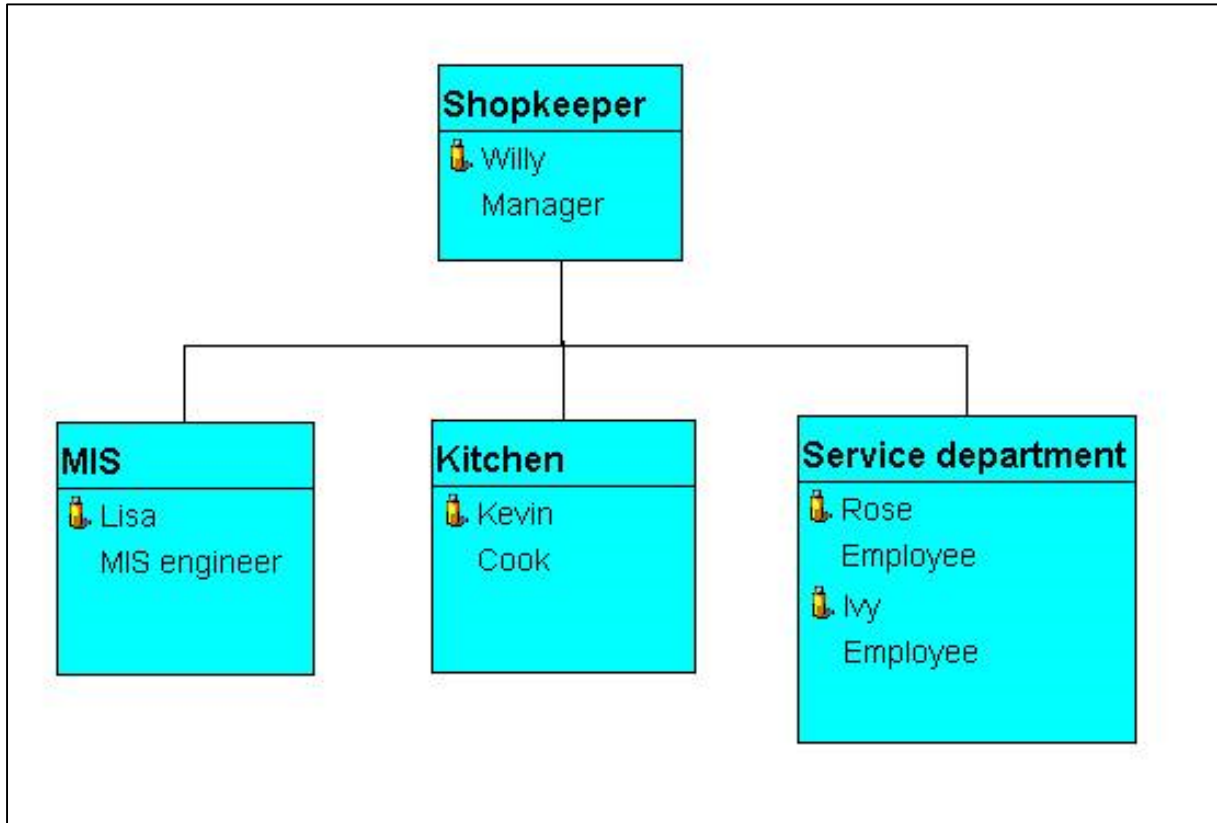 Shopkeeper
Willy
Manager
MIS
Lisa
MIS engineer
Kitchen
Kevin
Cook
Service department
Rose
Employee
Ivy
Employee